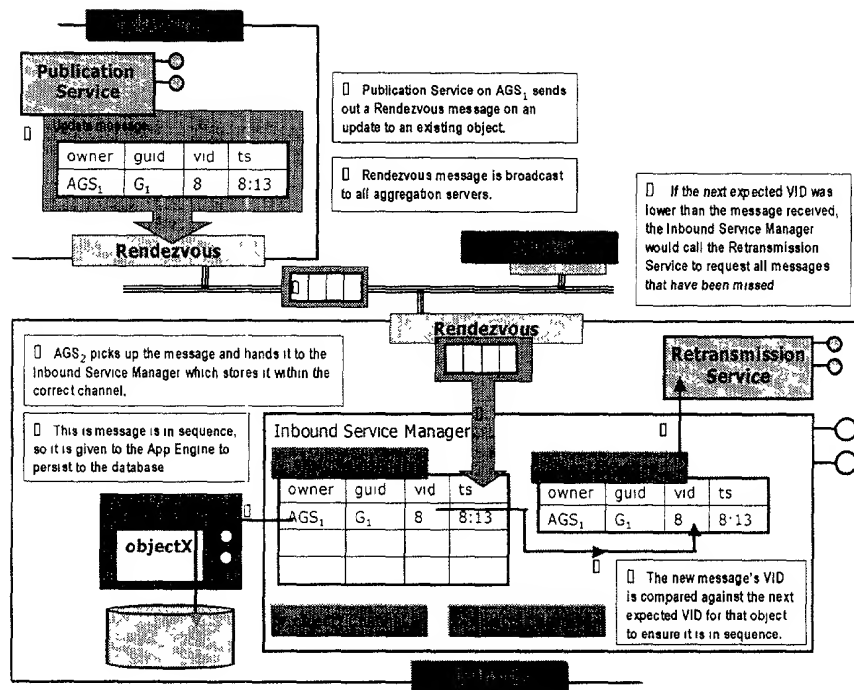 Publication
Service
Update message
owner guid vid ts
AGS₁ G₁ 8 8:13
Rendezvous
Publication Service on AGS₁ sends
out a Rendezvous message on an
update to an existing object.
Rendezvous message is broadcast
to all aggregation servers.
If the next expected VID was
lower than the message received,
the Inbound Service Manager
would call the Retransmission
Service to request all messages
that have been missed
Rendezvous
AGS₂ picks up the message and hands it to the
Inbound Service Manager which stores it within the
correct channel.
This is message is in sequence,
so it is given to the App Engine to
persist to the database
Retransmission
Service
Inbound Service Manager
owner guid vid ts
AGS₁ G₁ 8 8:13
owner guid vid ts
AGS₁ G₁ 8 8:13
objectX
The new message's VID
is compared against the next
expected VID for that object
to ensure it is in sequence.